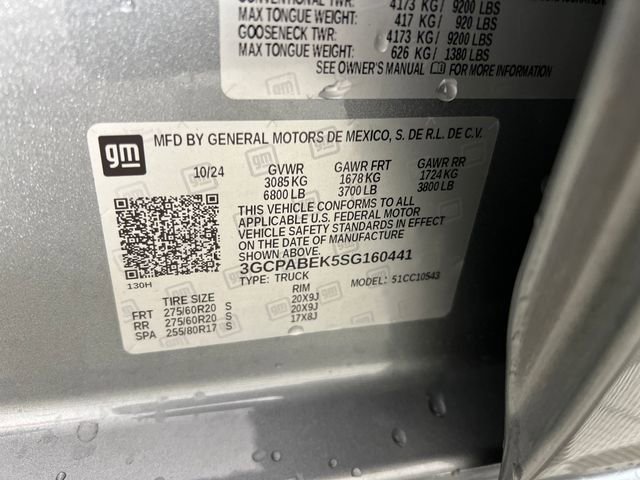 CONVENTIONAL TWR: 4173 KG/ 9200 LBS
MAX TONGUE WEIGHT: 417 KG/ 920 LBS
GOOSENECK TWR: 4173 KG/ 9200 LBS
MAX TONGUE WEIGHT: 626 KG/ 1380 LBS
SEE OWNER'S MANUAL FOR MORE INFORMATION
gm
MFD BY GENERAL MOTORS DE MEXICO, S. DE R.L. DE C.V.
10/24 GVWR GAWR FRT GAWR RR
3085 KG 1678 KG 1724 KG
6800 LB 3700 LB 3800 LB
THIS VEHICLE CONFORMS TO ALL
APPLICABLE U.S. FEDERAL MOTOR
VEHICLE SAFETY STANDARDS IN EFFECT
ON THE DATE OF MANUFACTURE
SHOWN ABOVE.
3GCPABEK5SG160441
130H
TYPE: TRUCK MODEL: 51CC10543
TIRE SIZE RIM
FRT 275/60R20 S 20X9J
RR 275/60R20 S 20X9J
SPA 255/80R17 S 17X8J